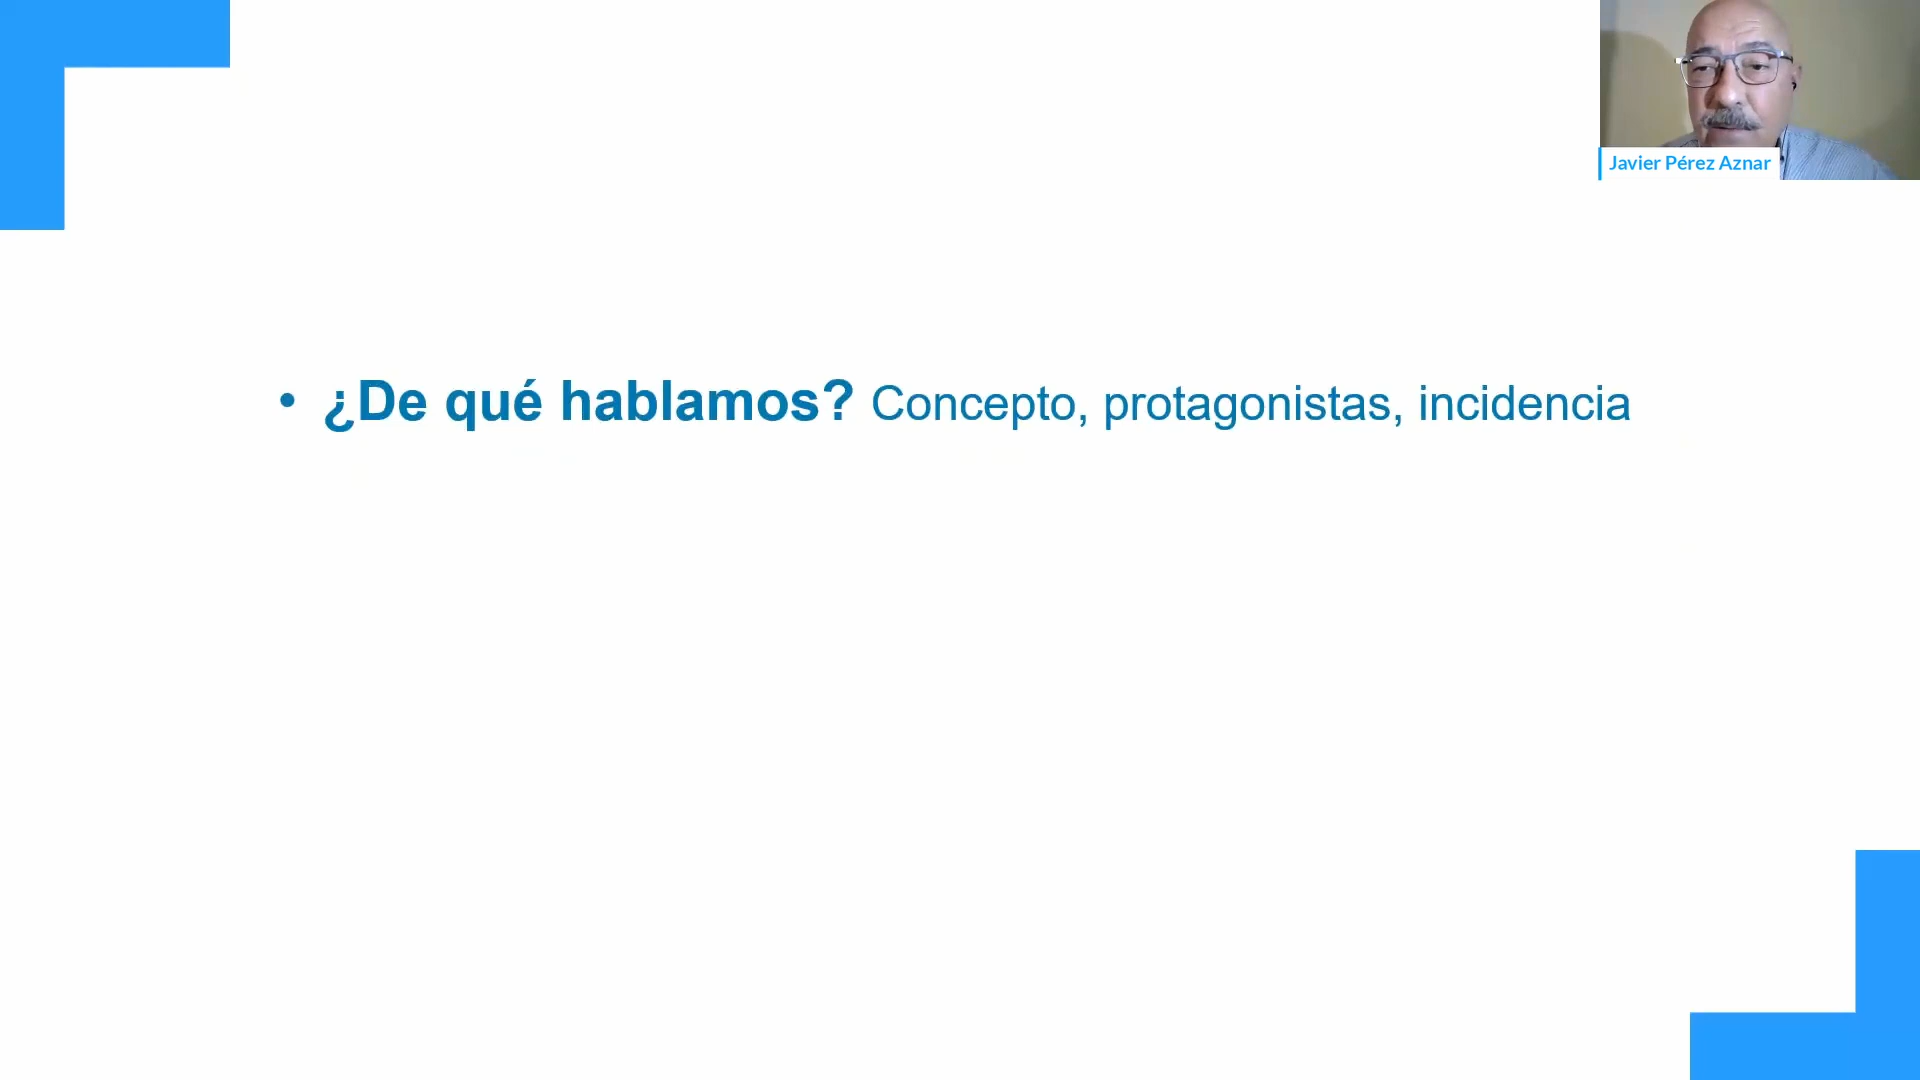 Javier Pérez Aznar
• ¿De qué hablamos? Concepto, protagonistas, incidencia